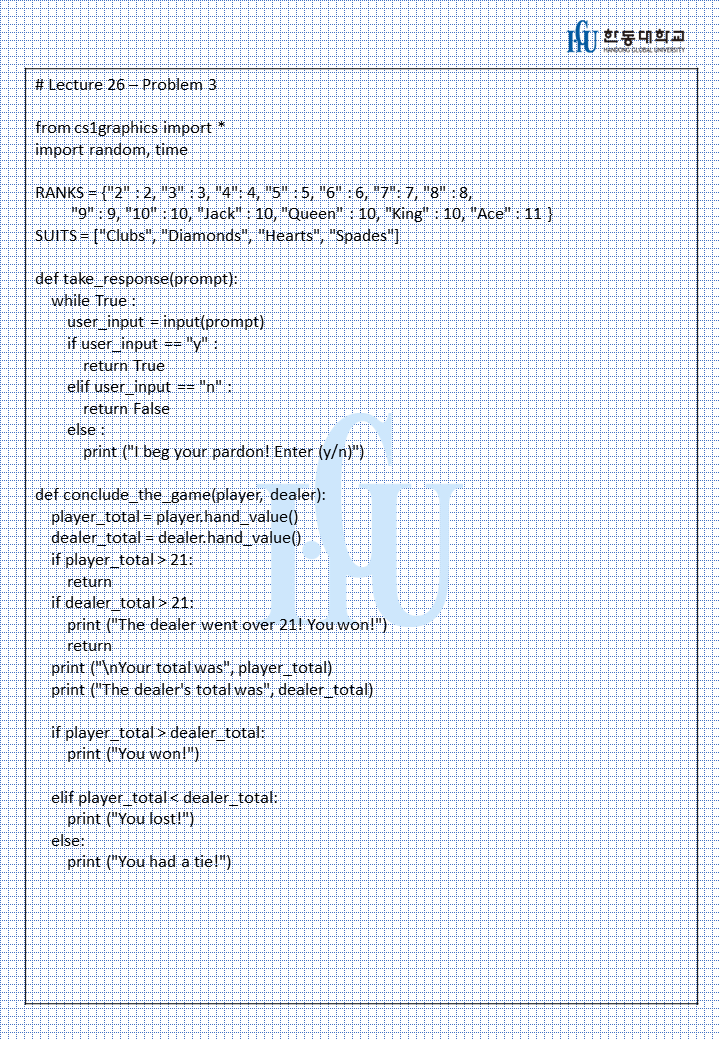 한동대학교
HANDONG GLOBAL UNIVERSITY
# Lecture 26 – Problem 3
from cs1graphics import *
import random, time
RANKS = {"2" : 2, "3" : 3, "4": 4, "5" : 5, "6" : 6, "7": 7, "8" : 8,
"9" : 9, "10" : 10, "Jack" : 10, "Queen" : 10, "King" : 10, "Ace" : 11 }
SUITS = ["Clubs", "Diamonds", "Hearts", "Spades"]
def take_response(prompt):
while True :
user_input = input(prompt)
if user_input == "y" :
return True
elif user_input == "n" :
return False
else :
print ("I beg your pardon! Enter (y/n)")
def conclude_the_game(player, dealer):
player_total = player.hand_value()
dealer_total = dealer.hand_value()
if player_total > 21:
return
if dealer_total > 21:
print ("The dealer went over 21! You won!")
return
print ("\nYour total was", player_total)
print ("The dealer's total was", dealer_total)
if player_total > dealer_total:
print ("You won!")
elif player_total < dealer_total:
print ("You lost!")
else:
print ("You had a tie!")